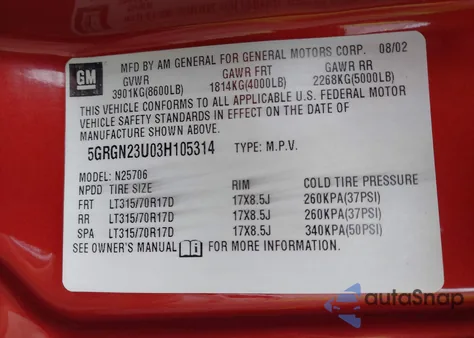 GM
MFD BY AM GENERAL FOR GENERAL MOTORS CORP. 08/02
GVWR GAWR FRT GAWR RR
3901KG(8600LB) 1814KG(4000LB) 2268KG(5000LB)
THIS VEHICLE CONFORMS TO ALL APPLICABLE U.S. FEDERAL MOTOR
VEHICLE SAFETY STANDARDS IN EFFECT ON THE DATE OF
MANUFACTURE SHOWN ABOVE.
5GRGN23U03H105314 TYPE: M.P.V.
MODEL: N25706
NPDD TIRE SIZE RIM COLD TIRE PRESSURE
FRT LT315/70R17D 17X8.5J 260KPA(37PSI)
RR LT315/70R17D 17X8.5J 260KPA(37PSI)
SPA LT315/70R17D 17X8.5J 340KPA(50PSI)
SEE OWNER'S MANUAL FOR ADDITIONAL INFORMATION.
autoSnap